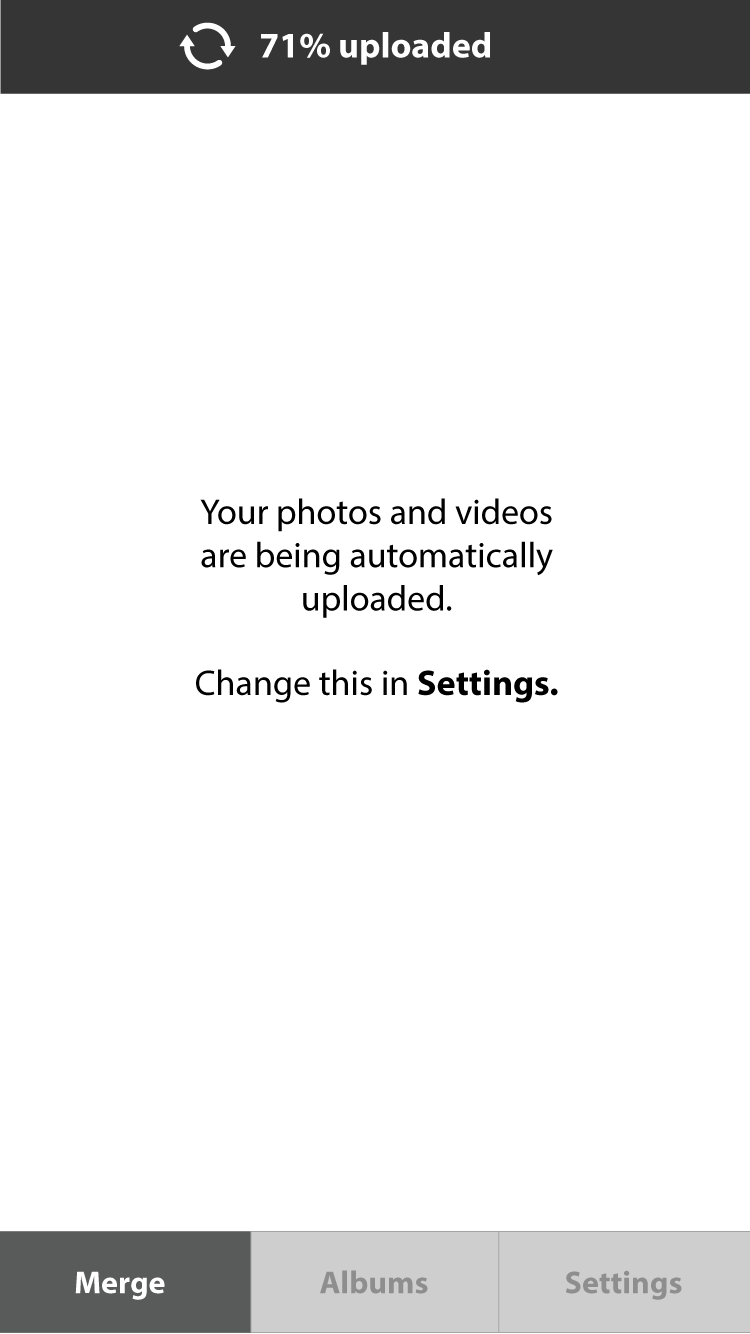 71% uploaded
Your photos and videos
are being automatically
uploaded.
Change this in Settings.
Merge
Albums
Settings